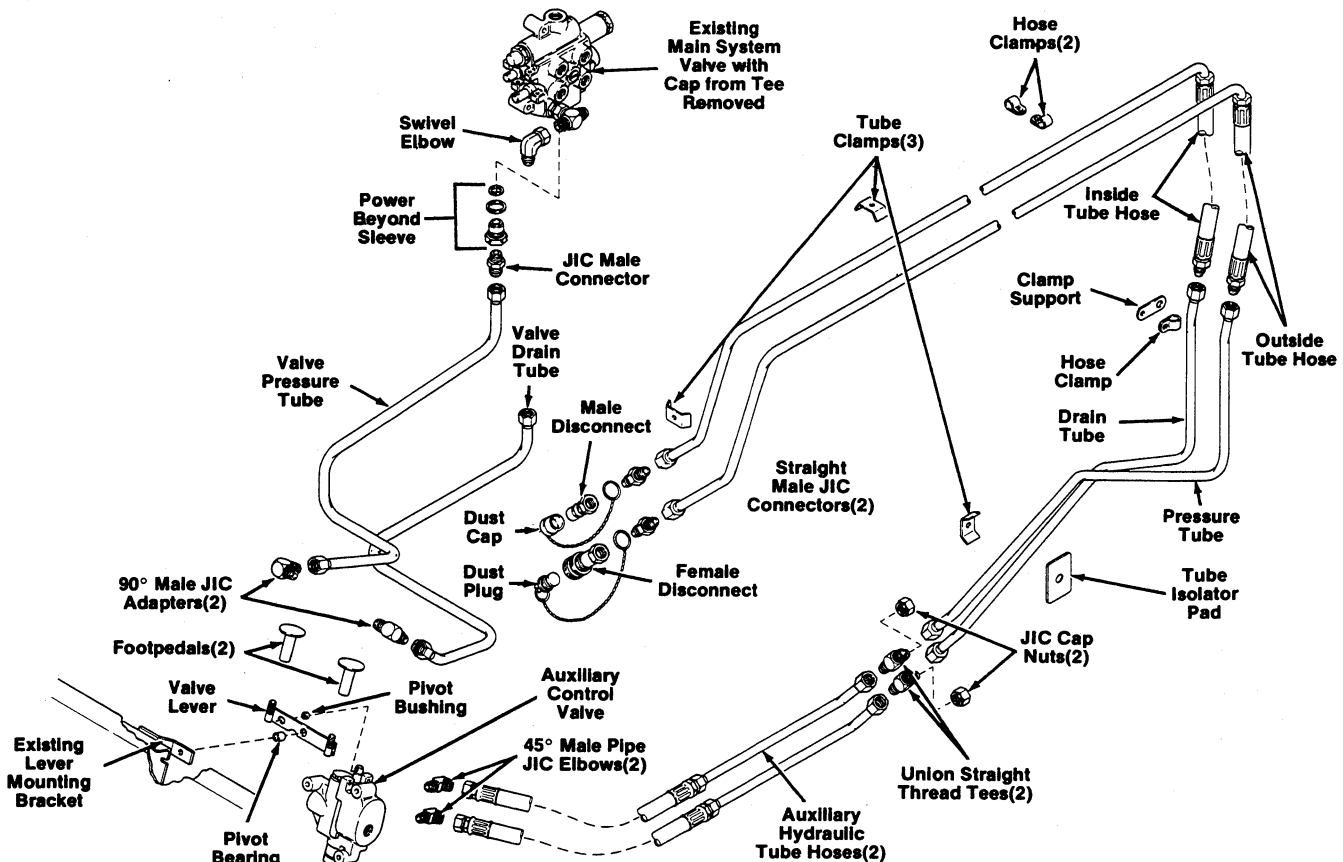 Existing
Main System
Valve with
Cap from Tee
Removed
Hose
Clamps(2)
Swivel
Elbow
Tube
Clamps(3)
Power
Beyond
Sleeve
JIC Male
Connector
Inside
Tube Hose
Clamp
Support
Outside
Tube Hose
Hose
Clamp
Valve
Pressure
Tube
Valve
Drain
Tube
Male
Disconnect
Drain
Tube
Straight
Male JIC
Connectors(2)
Dust
Cap
Pressure
Tube
Dust
Plug
Female
Disconnect
Tube
Isolator
Pad
90° Male JIC
Adapters(2)
JIC Cap
Nuts(2)
Footpedals(2)
Valve
Lever
Pivot
Bushing
Auxiliary
Control
Valve
Existing
Lever
Mounting
Bracket
45° Male Pipe
JIC Elbows(2)
Union Straight
Thread Tees(2)
Auxiliary
Hydraulic
Tube Hoses(2)
Pivot
Bearing